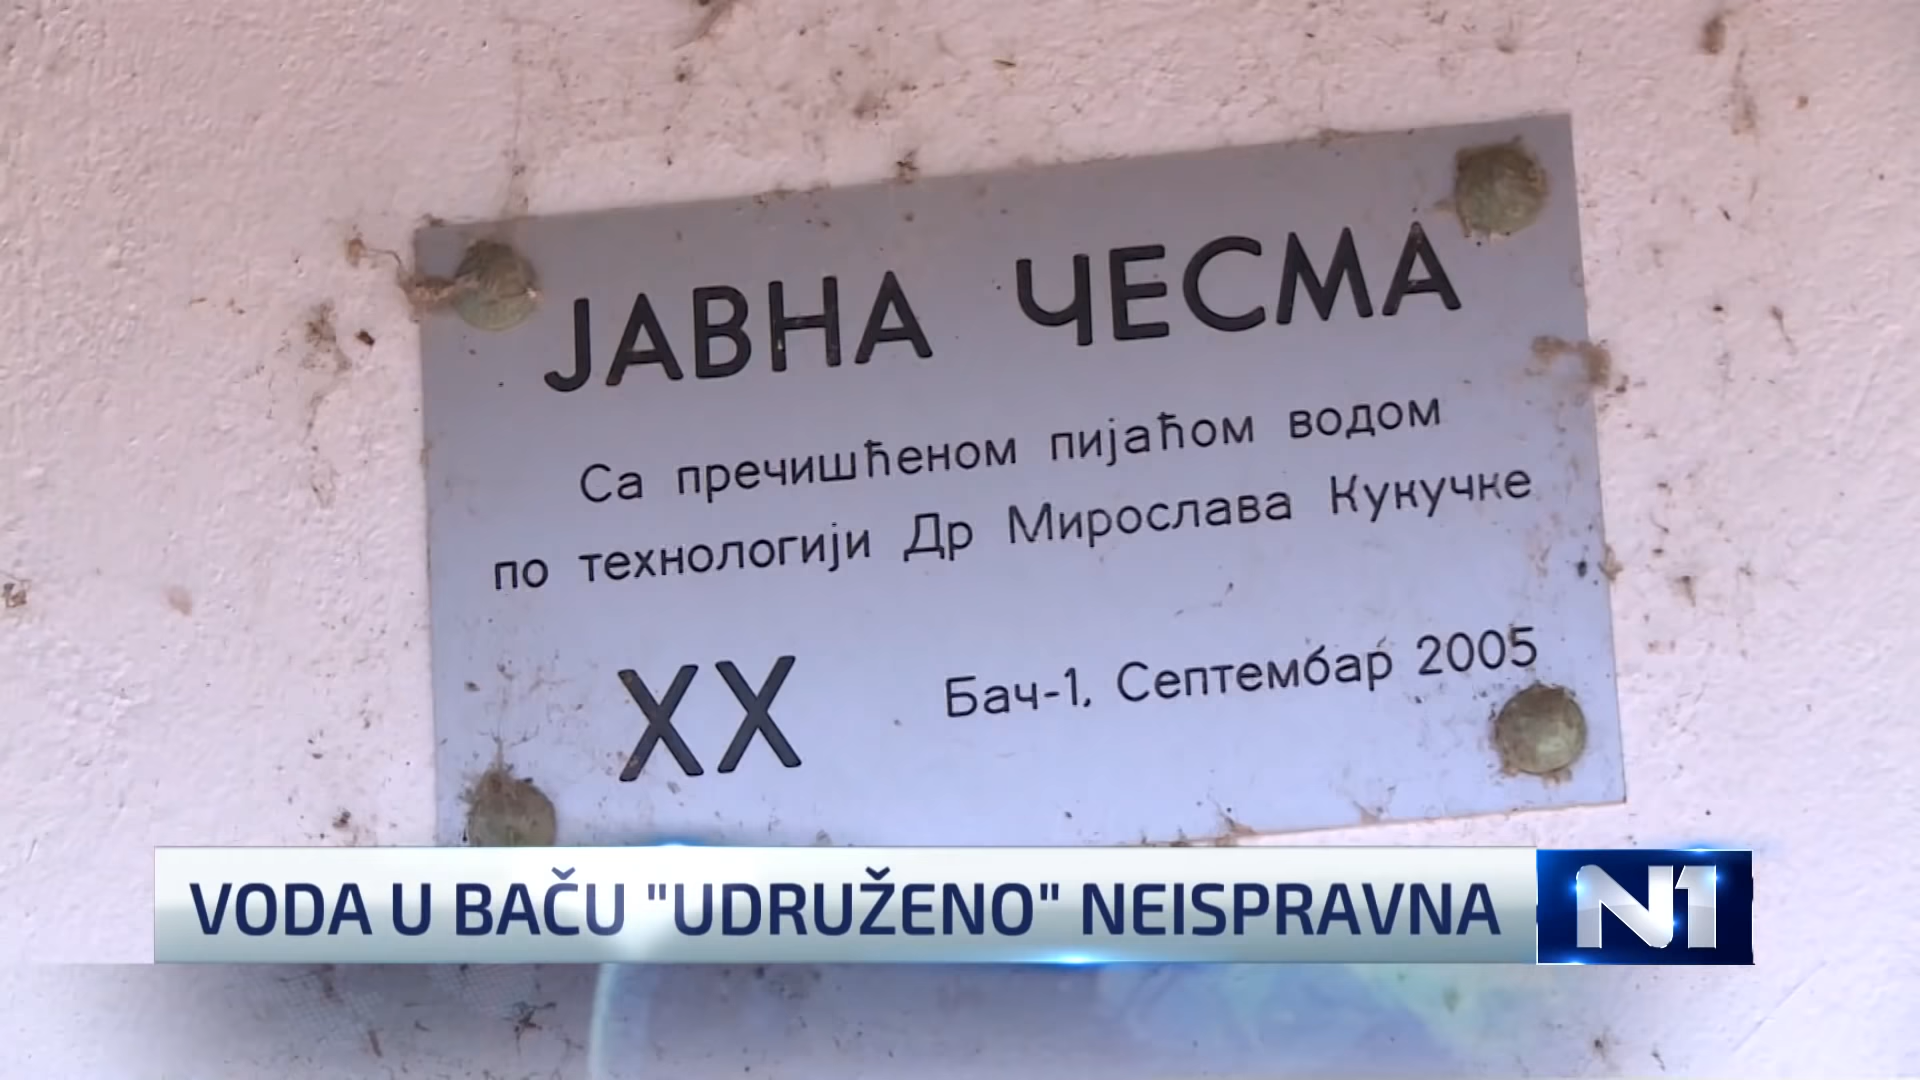 ЈАВНА ЧЕСМА
Са пречишћеном пијаћом водом
по технологији Др Мирослава Кукучке
XX
Бач-1, Септембар 2005
VODA U BAČU "UDRUŽENO" NEISPRAVNA
N1